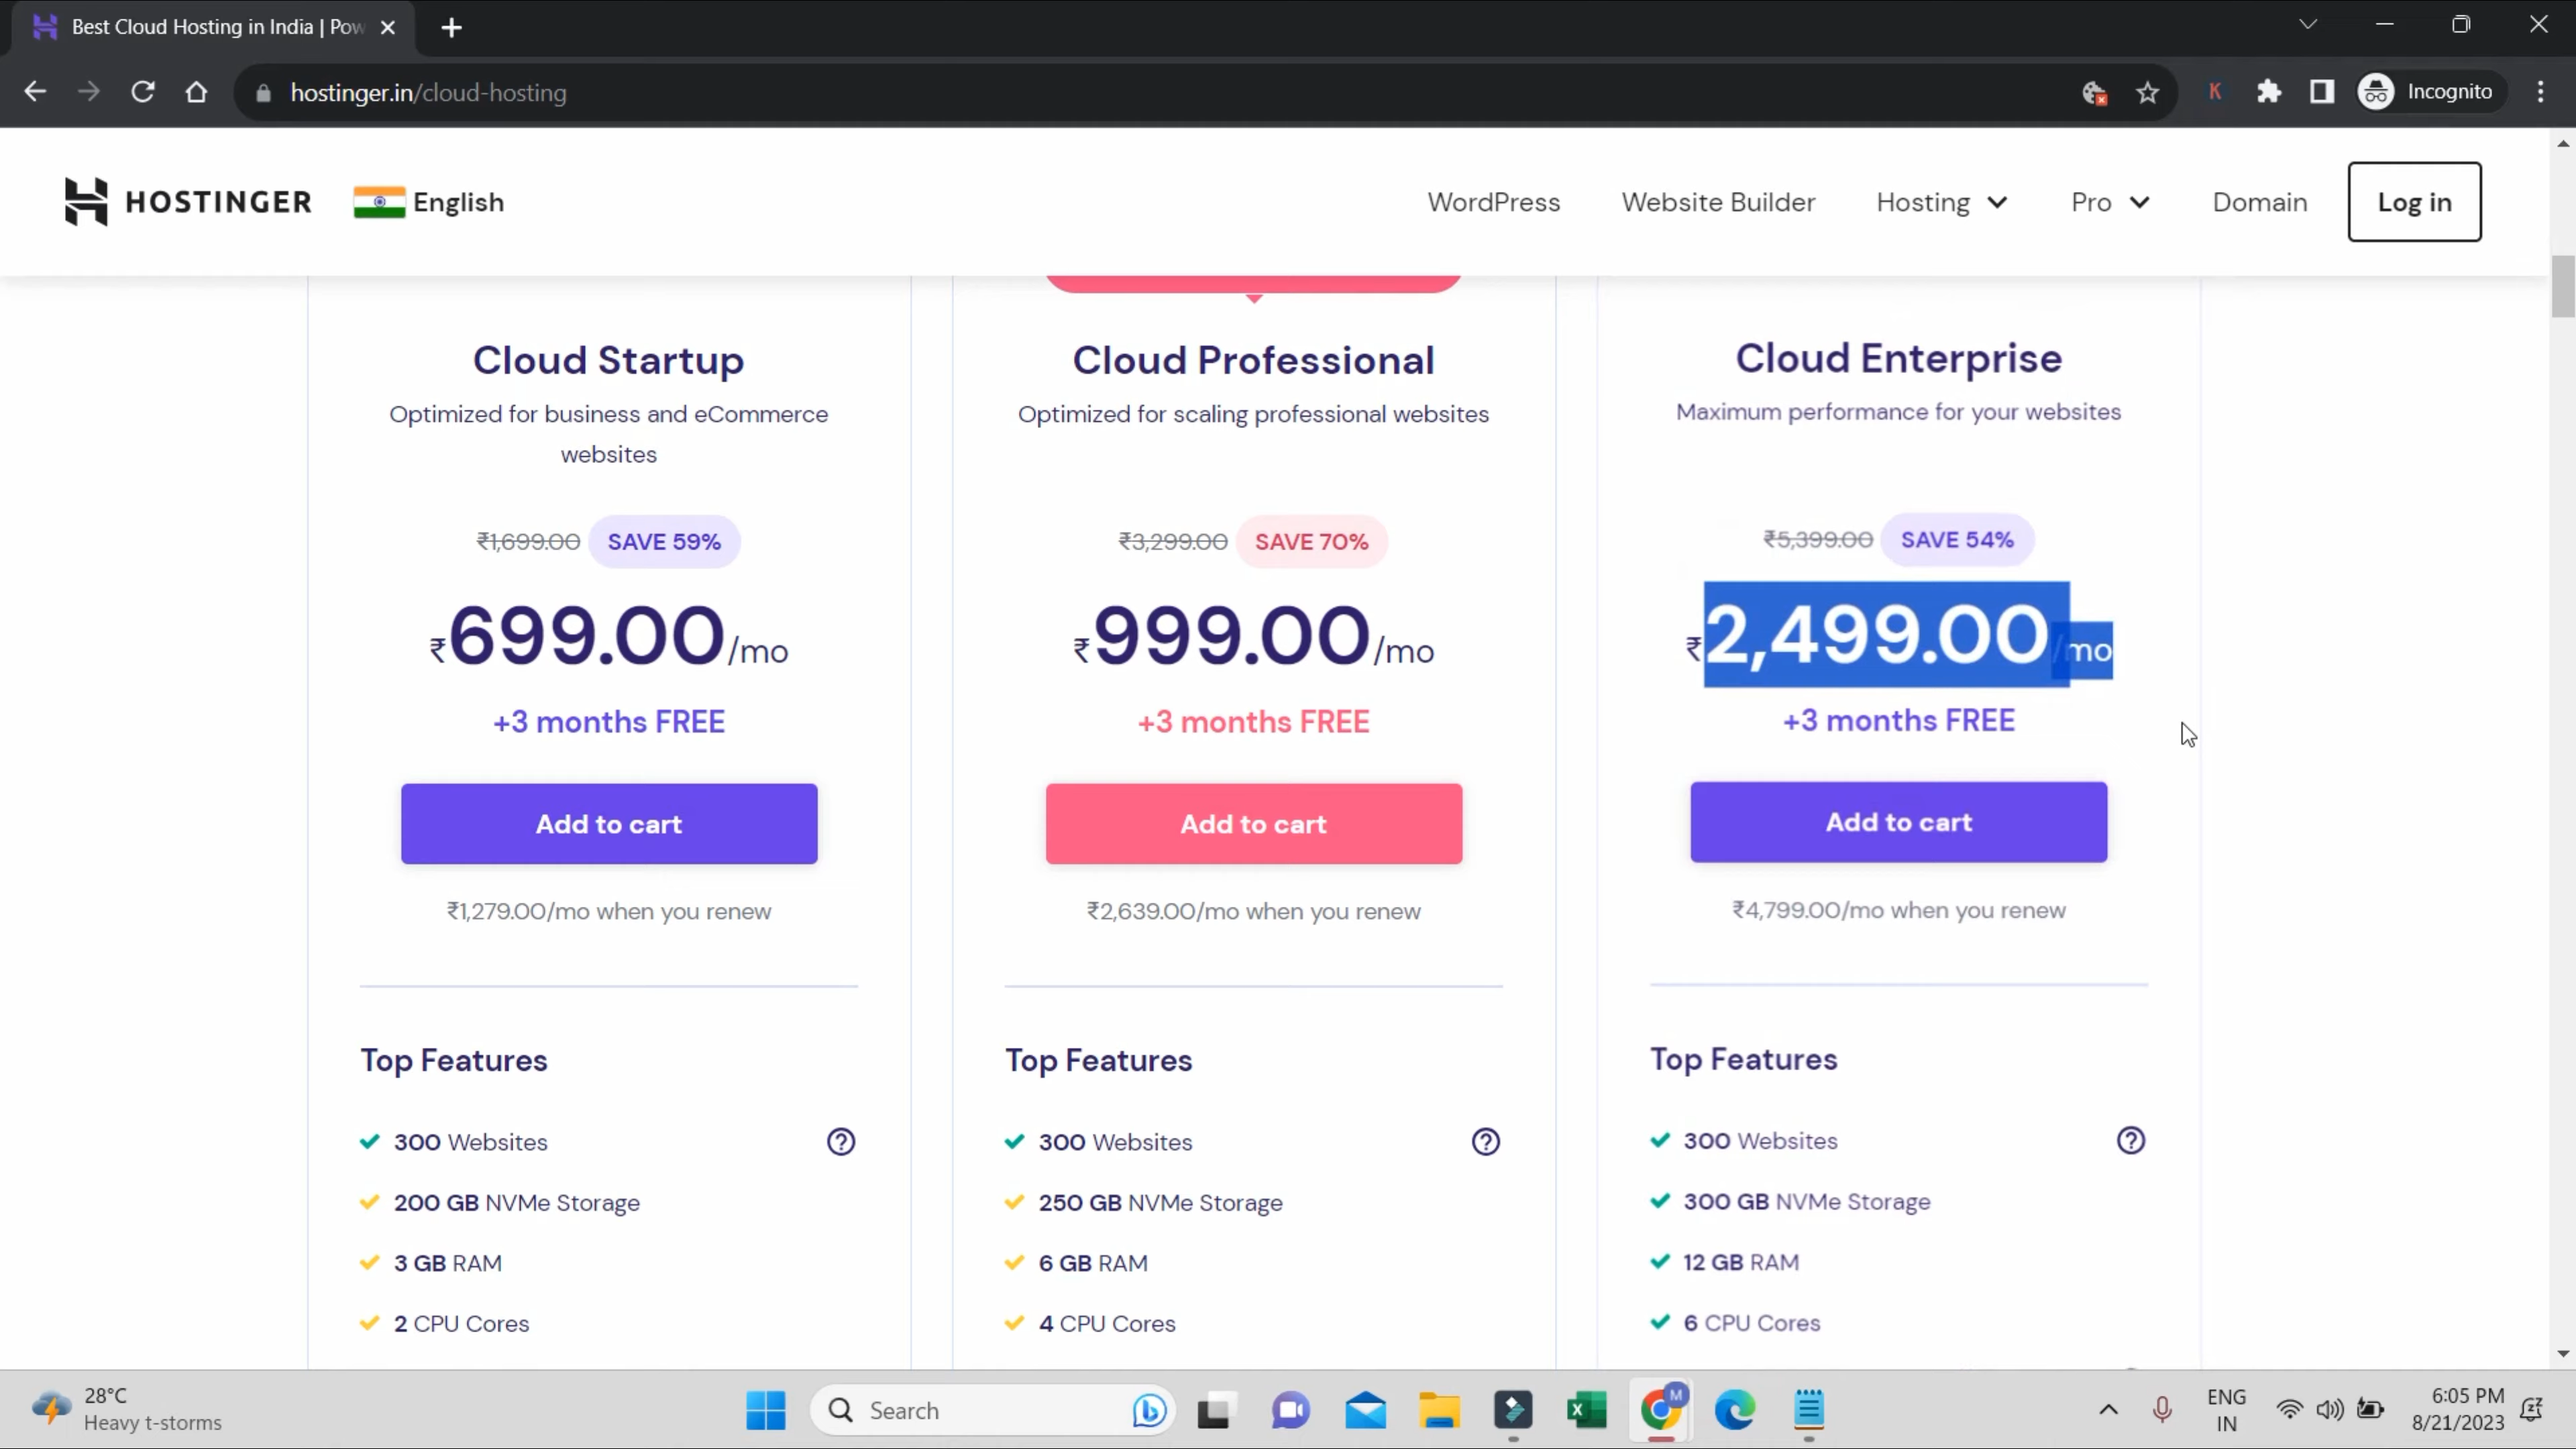 Best Cloud Hosting in India | Pow
hostinger.in/cloud-hosting
K
Incognito
HOSTINGER
English
WordPress
Website Builder
Hosting
Pro
Domain
Log in
Cloud Startup
Optimized for business and eCommerce
websites
₹1,699.00 SAVE 59%
₹699.00/mo
+3 months FREE
Add to cart
₹1,279.00/mo when you renew
Top Features
300 Websites
200 GB NVMe Storage
3 GB RAM
2 CPU Cores
Cloud Professional
Optimized for scaling professional websites
₹3,299.00 SAVE 70%
₹999.00/mo
+3 months FREE
Add to cart
₹2,639.00/mo when you renew
Top Features
300 Websites
250 GB NVMe Storage
6 GB RAM
4 CPU Cores
Cloud Enterprise
Maximum performance for your websites
₹5,399.00 SAVE 54%
₹2,499.00/mo
+3 months FREE
Add to cart
₹4,799.00/mo when you renew
Top Features
300 Websites
300 GB NVMe Storage
12 GB RAM
6 CPU Cores
28°C
Heavy t-storms
Search
M
ENG
IN
6:05 PM
8/21/2023